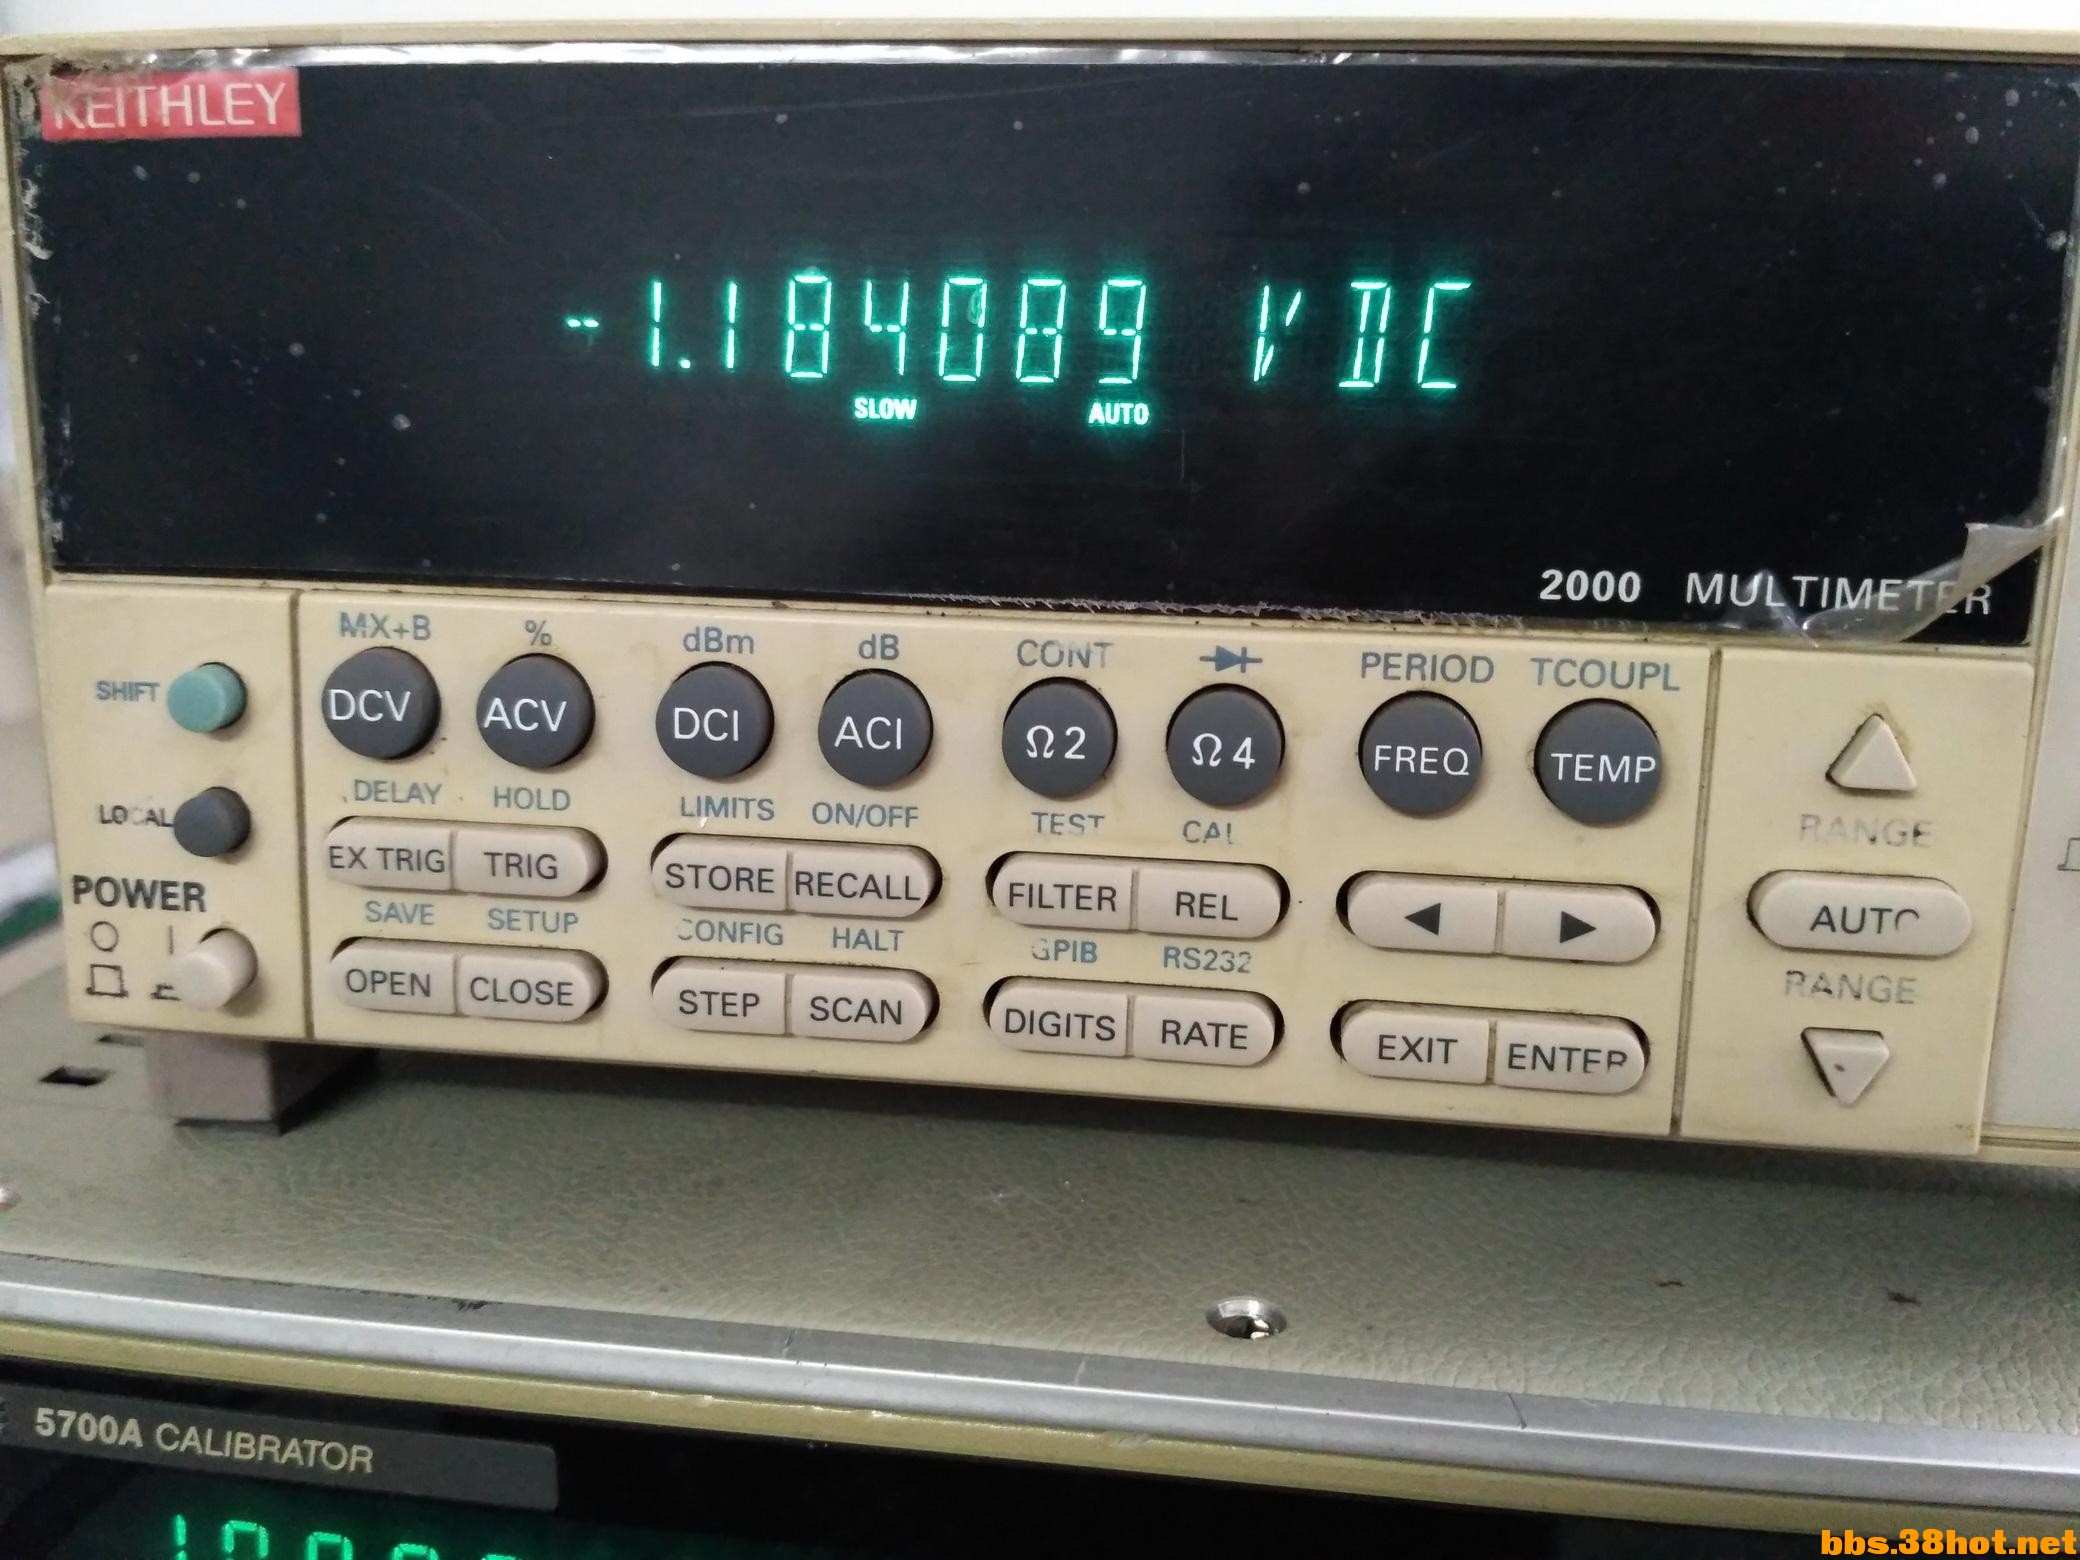 KEITHLEY
-1.184089 VDC
SLOW AUTO
2000 MULTIMETER
MX+B % dBm dB CONT PERIOD TCOUPL
SHIFT DCV ACV DCI ACI Ω2 Ω4 FREQ TEMP
DELAY HOLD LIMITS ON/OFF TEST CAL RANGE
LOCAL EX TRIG TRIG STORE RECALL FILTER REL AUTO
POWER SAVE SETUP CONFIG HALT GPIB RS232 RANGE
OPEN CLOSE STEP SCAN DIGITS RATE EXIT ENTER
5700A CALIBRATOR
bbs.38hot.net